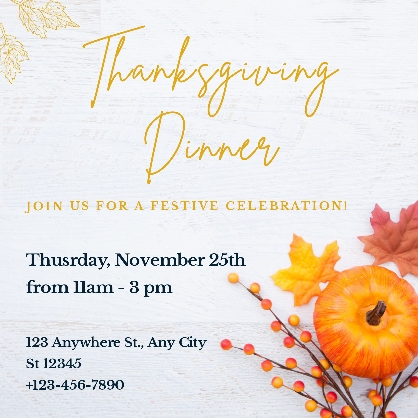 Thanksgiving
Dinner
JOIN US FOR A FESTIVE CELEBRATION!
Thusrday, November 25th
from 11am - 3 pm
123 Anywhere St., Any City
St 12345
+123-456-7890